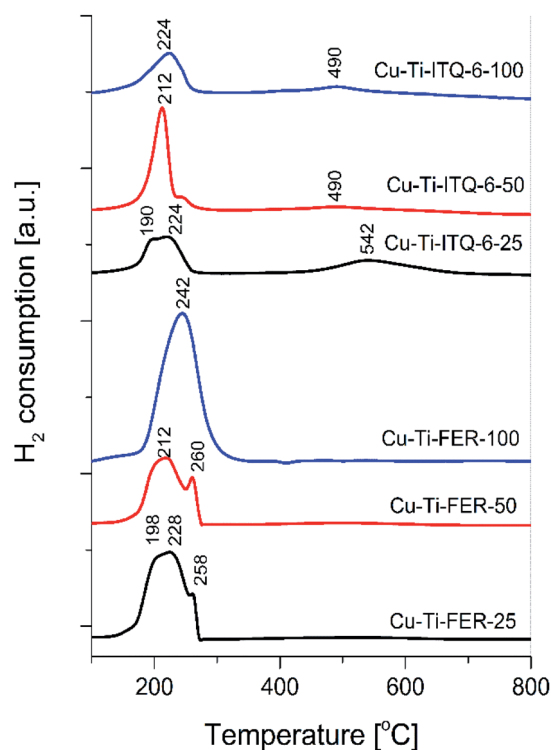 224
490
Cu-Ti-ITQ-6-100
212
490
Cu-Ti-ITQ-6-50
190
224
542
Cu-Ti-ITQ-6-25
242
Cu-Ti-FER-100
212
260
Cu-Ti-FER-50
198
228
258
Cu-Ti-FER-25
H2 consumption [a.u.]
200
400
600
800
Temperature [°C]